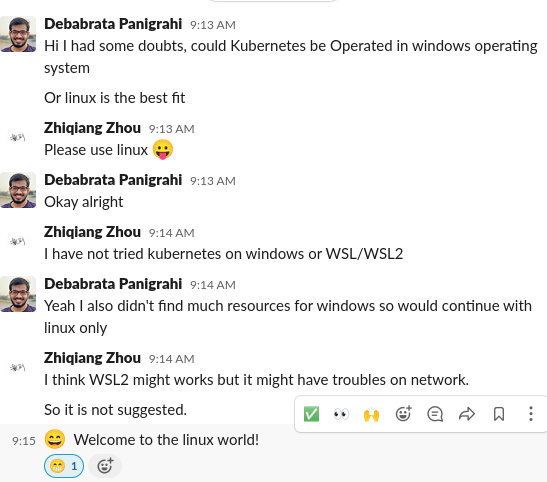 Debabrata Panigrahi 9:13 AM
Hi I had some doubts, could Kubernetes be Operated in windows operating
system
Or linux is the best fit
Zhiqiang Zhou 9:13 AM
Please use linux 😛
Debabrata Panigrahi 9:13 AM
Okay alright
Zhiqiang Zhou 9:14 AM
I have not tried kubernetes on windows or WSL/WSL2
Debabrata Panigrahi 9:14 AM
Yeah I also didn't find much resources for windows so would continue with
linux only
Zhiqiang Zhou 9:14 AM
I think WSL2 might works but it might have troubles on network.
So it is not suggested.
9:15 😄 Welcome to the linux world!
😁 1